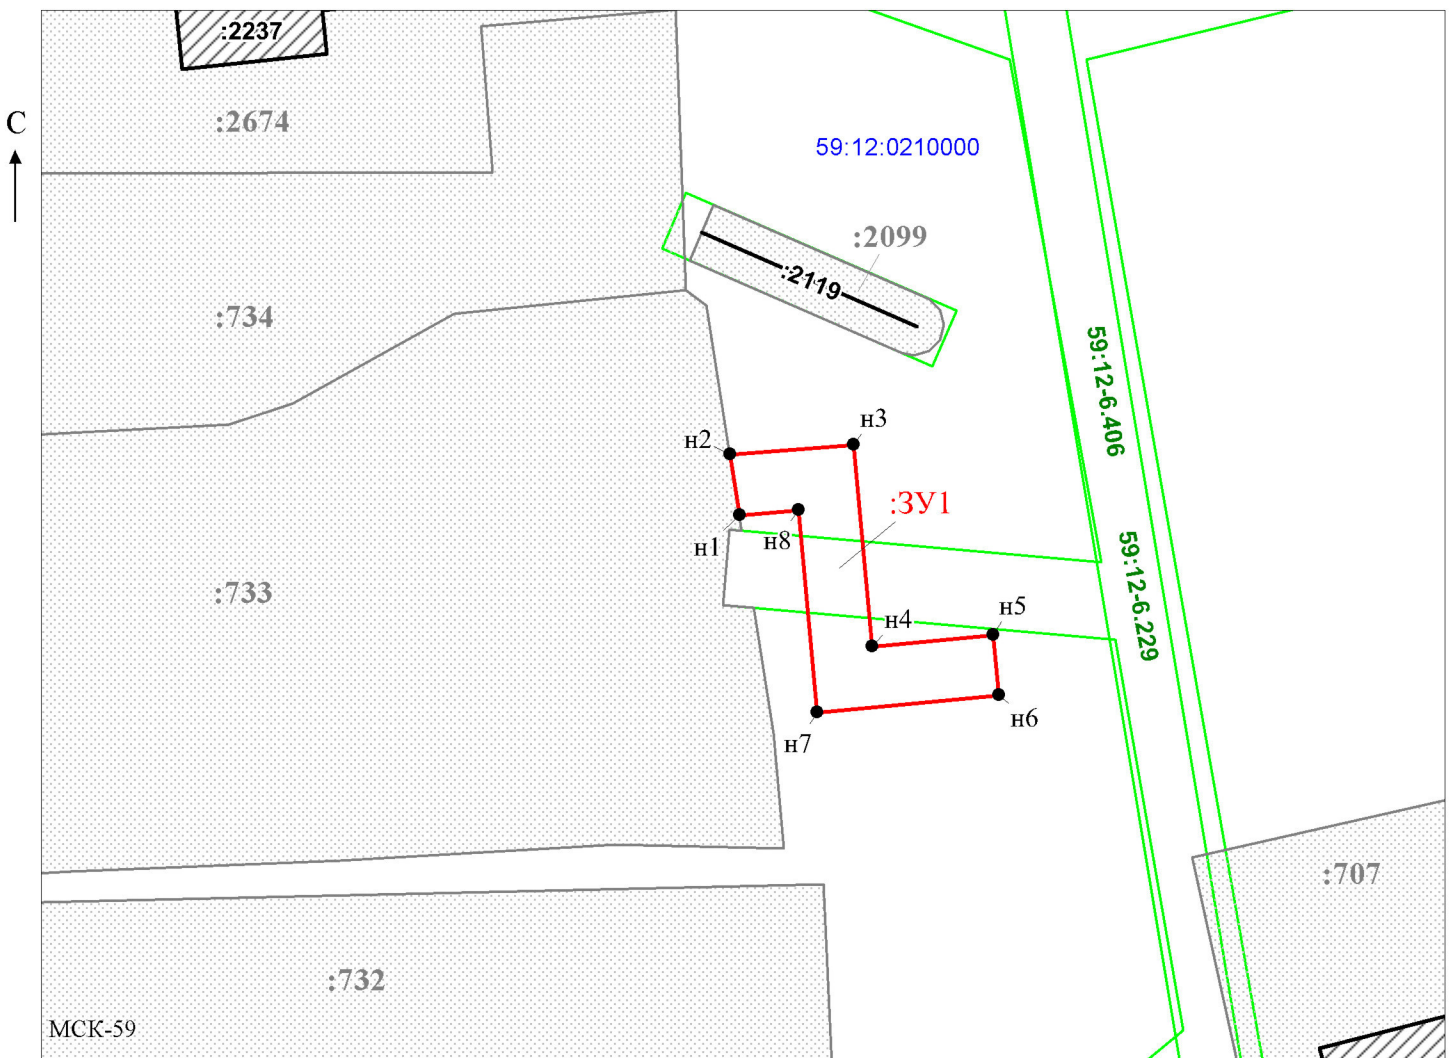 :2237
С
:2674
59:12:0210000
:2099
:2119
:734
59:12-6.406
н3
н2
:ЗУ1
н1
н8
59:12-6.229
:733
н5
н4
н6
н7
:707
:732
МСК-59